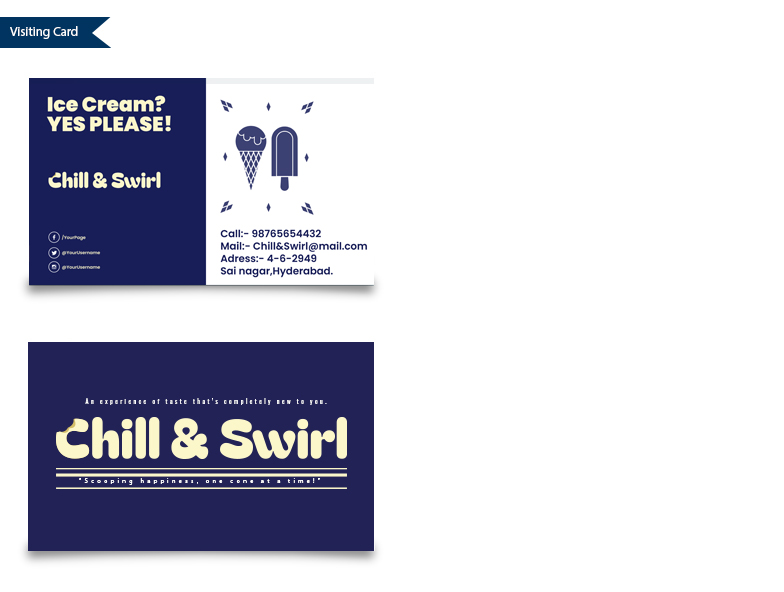 Visiting Card
Ice Cream?
YES PLEASE!
Chill & Swirl
/YourPage
@YourUsername
@YourUsername
Call:- 98765654432
Mail:- Chill&Swirl@mail.com
Adress:- 4-6-2949
Sai nagar,Hyderabad.
An experience of taste that's completely new to you.
Chill & Swirl
"Scooping happiness, one cone at a time!"